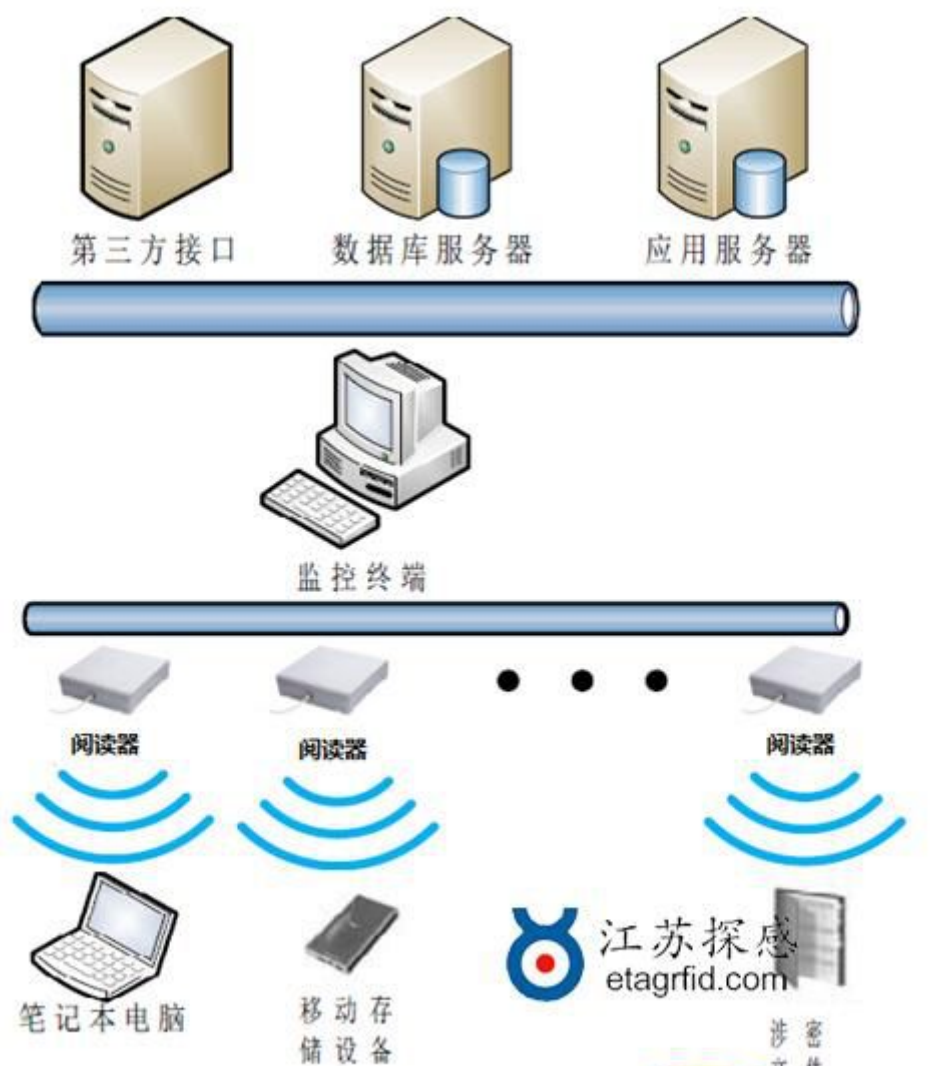 第三方接口
数据库服务器
应用服务器
监控终端
阅读器
阅读器
阅读器
笔记本电脑
移动存
储设备
江苏探感
etagrfid.com
涉密